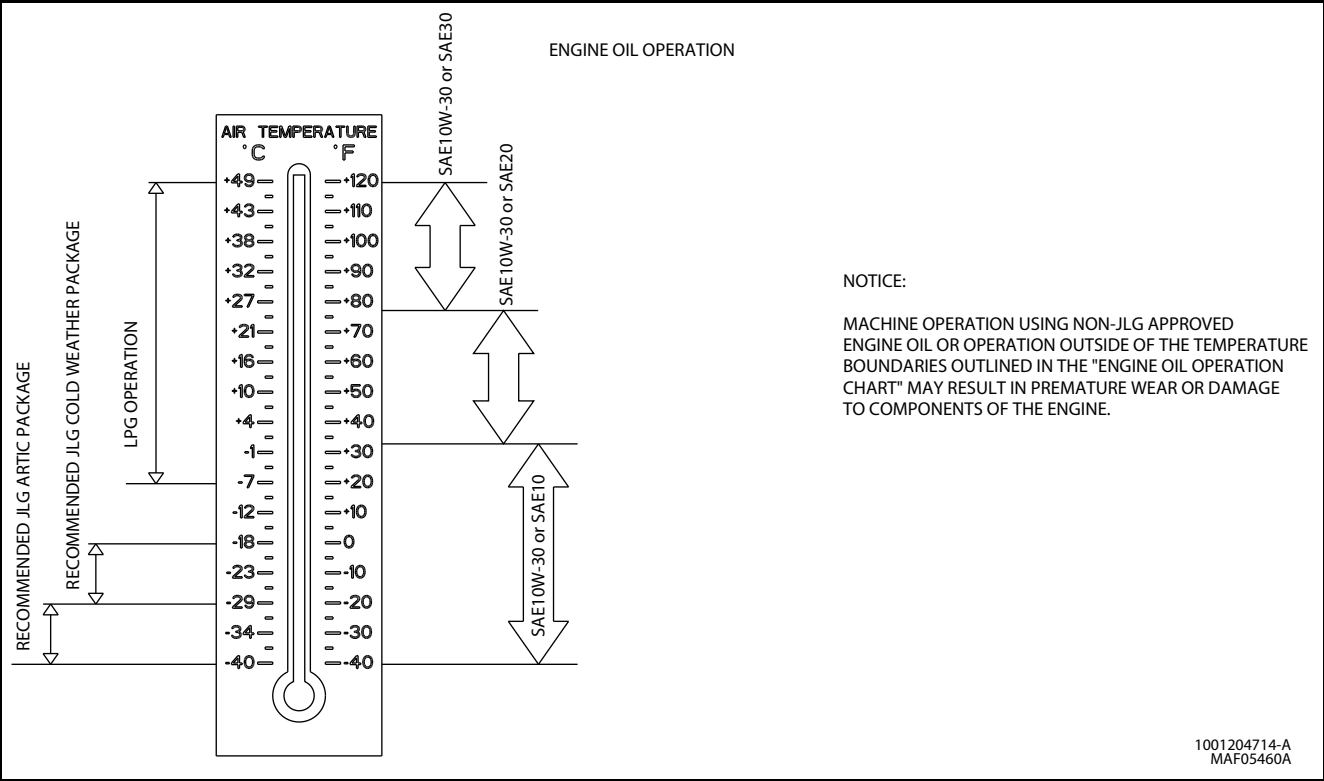 ENGINE OIL OPERATION
SAE10W-30 or SAE30
SAE10W-30 or SAE20
SAE10W-30 or SAE10
AIR TEMPERATURE
°C °F
+49 +120
+43 +110
+38 +100
+32 +90
+27 +80
+21 +70
+16 +60
+10 +50
+4 +40
-1 +30
-7 +20
-12 +10
-18 0
-23 -10
-29 -20
-34 -30
-40 -40
LPG OPERATION
RECOMMENDED JLG COLD WEATHER PACKAGE
RECOMMENDED JLG ARTIC PACKAGE
NOTICE:
MACHINE OPERATION USING NON-JLG APPROVED
ENGINE OIL OR OPERATION OUTSIDE OF THE TEMPERATURE
BOUNDARIES OUTLINED IN THE "ENGINE OIL OPERATION
CHART" MAY RESULT IN PREMATURE WEAR OR DAMAGE
TO COMPONENTS OF THE ENGINE.
1001204714-A
MAF05460A